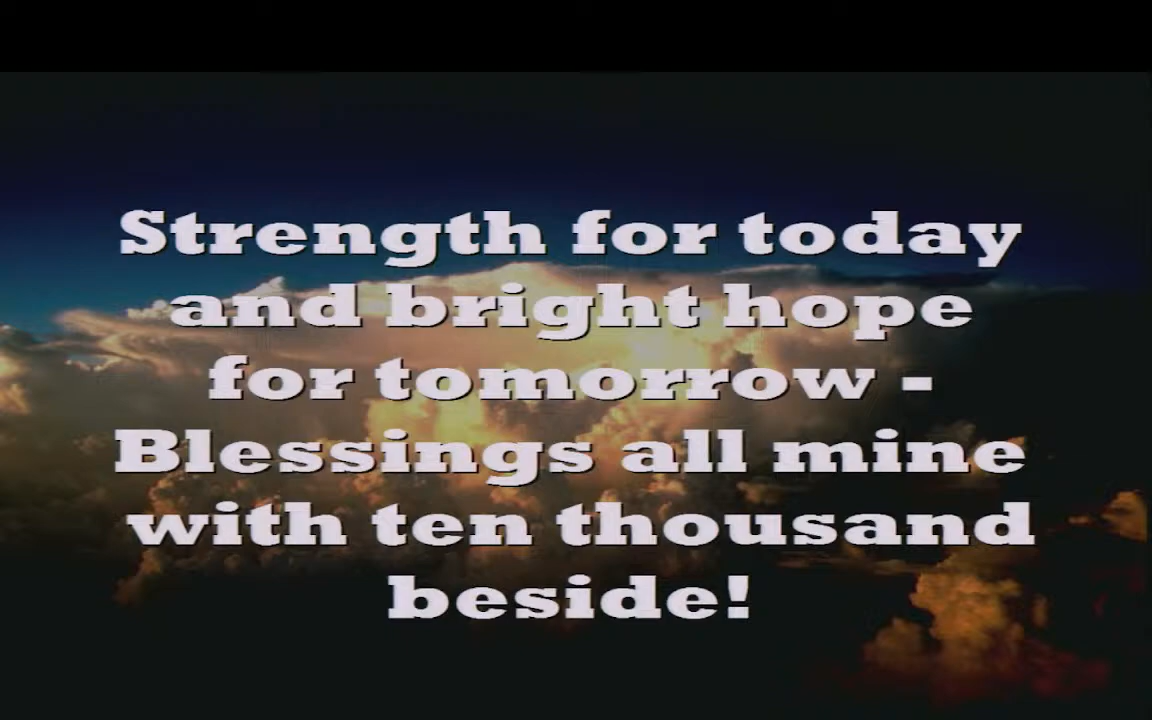 Strength for today
and bright hope
for tomorrow -
Blessings all mine
with ten thousand
beside!